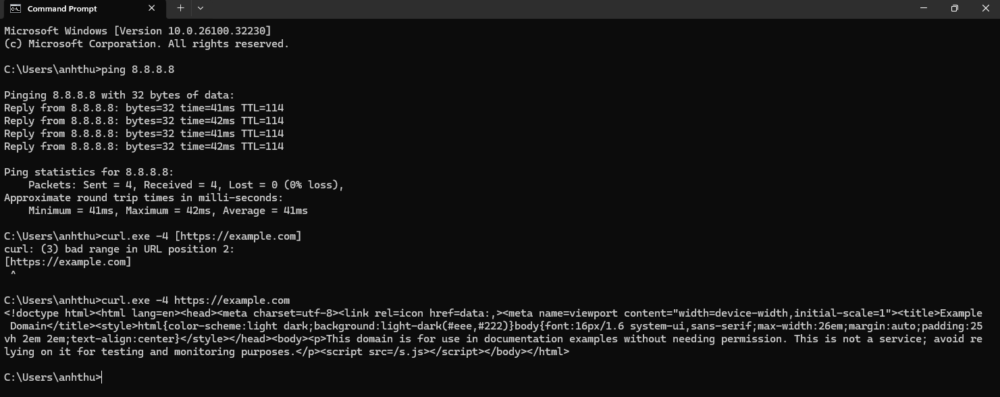 Command Prompt
Microsoft Windows [Version 10.0.26100.32230]
(c) Microsoft Corporation. All rights reserved.
C:\Users\anhthu>ping 8.8.8.8
Pinging 8.8.8.8 with 32 bytes of data:
Reply from 8.8.8.8: bytes=32 time=41ms TTL=114
Reply from 8.8.8.8: bytes=32 time=42ms TTL=114
Reply from 8.8.8.8: bytes=32 time=41ms TTL=114
Reply from 8.8.8.8: bytes=32 time=42ms TTL=114
Ping statistics for 8.8.8.8:
    Packets: Sent = 4, Received = 4, Lost = 0 (0% loss),
Approximate round trip times in milli-seconds:
    Minimum = 41ms, Maximum = 42ms, Average = 41ms
C:\Users\anhthu>curl.exe -4 [https://example.com]
curl: (3) bad range in URL position 2:
[https://example.com]
 ^
C:\Users\anhthu>curl.exe -4 https://example.com
<!doctype html><html lang=en><head><meta charset=utf-8><link rel=icon href=data:,><meta name=viewport content="width=device-width,initial-scale=1"><title>Example
 Domain</title><style>html{color-scheme:light dark;background:light-dark(#eee,#222)}body{font:16px/1.6 system-ui,sans-serif;max-width:26em;margin:auto;padding:25
vh 2em 2em;text-align:center}</style></head><body><p>This domain is for use in documentation examples without needing permission. This is not a service; avoid re
lying on it for testing and monitoring purposes.</p><script src=/s.js></script></body></html>
C:\Users\anhthu>